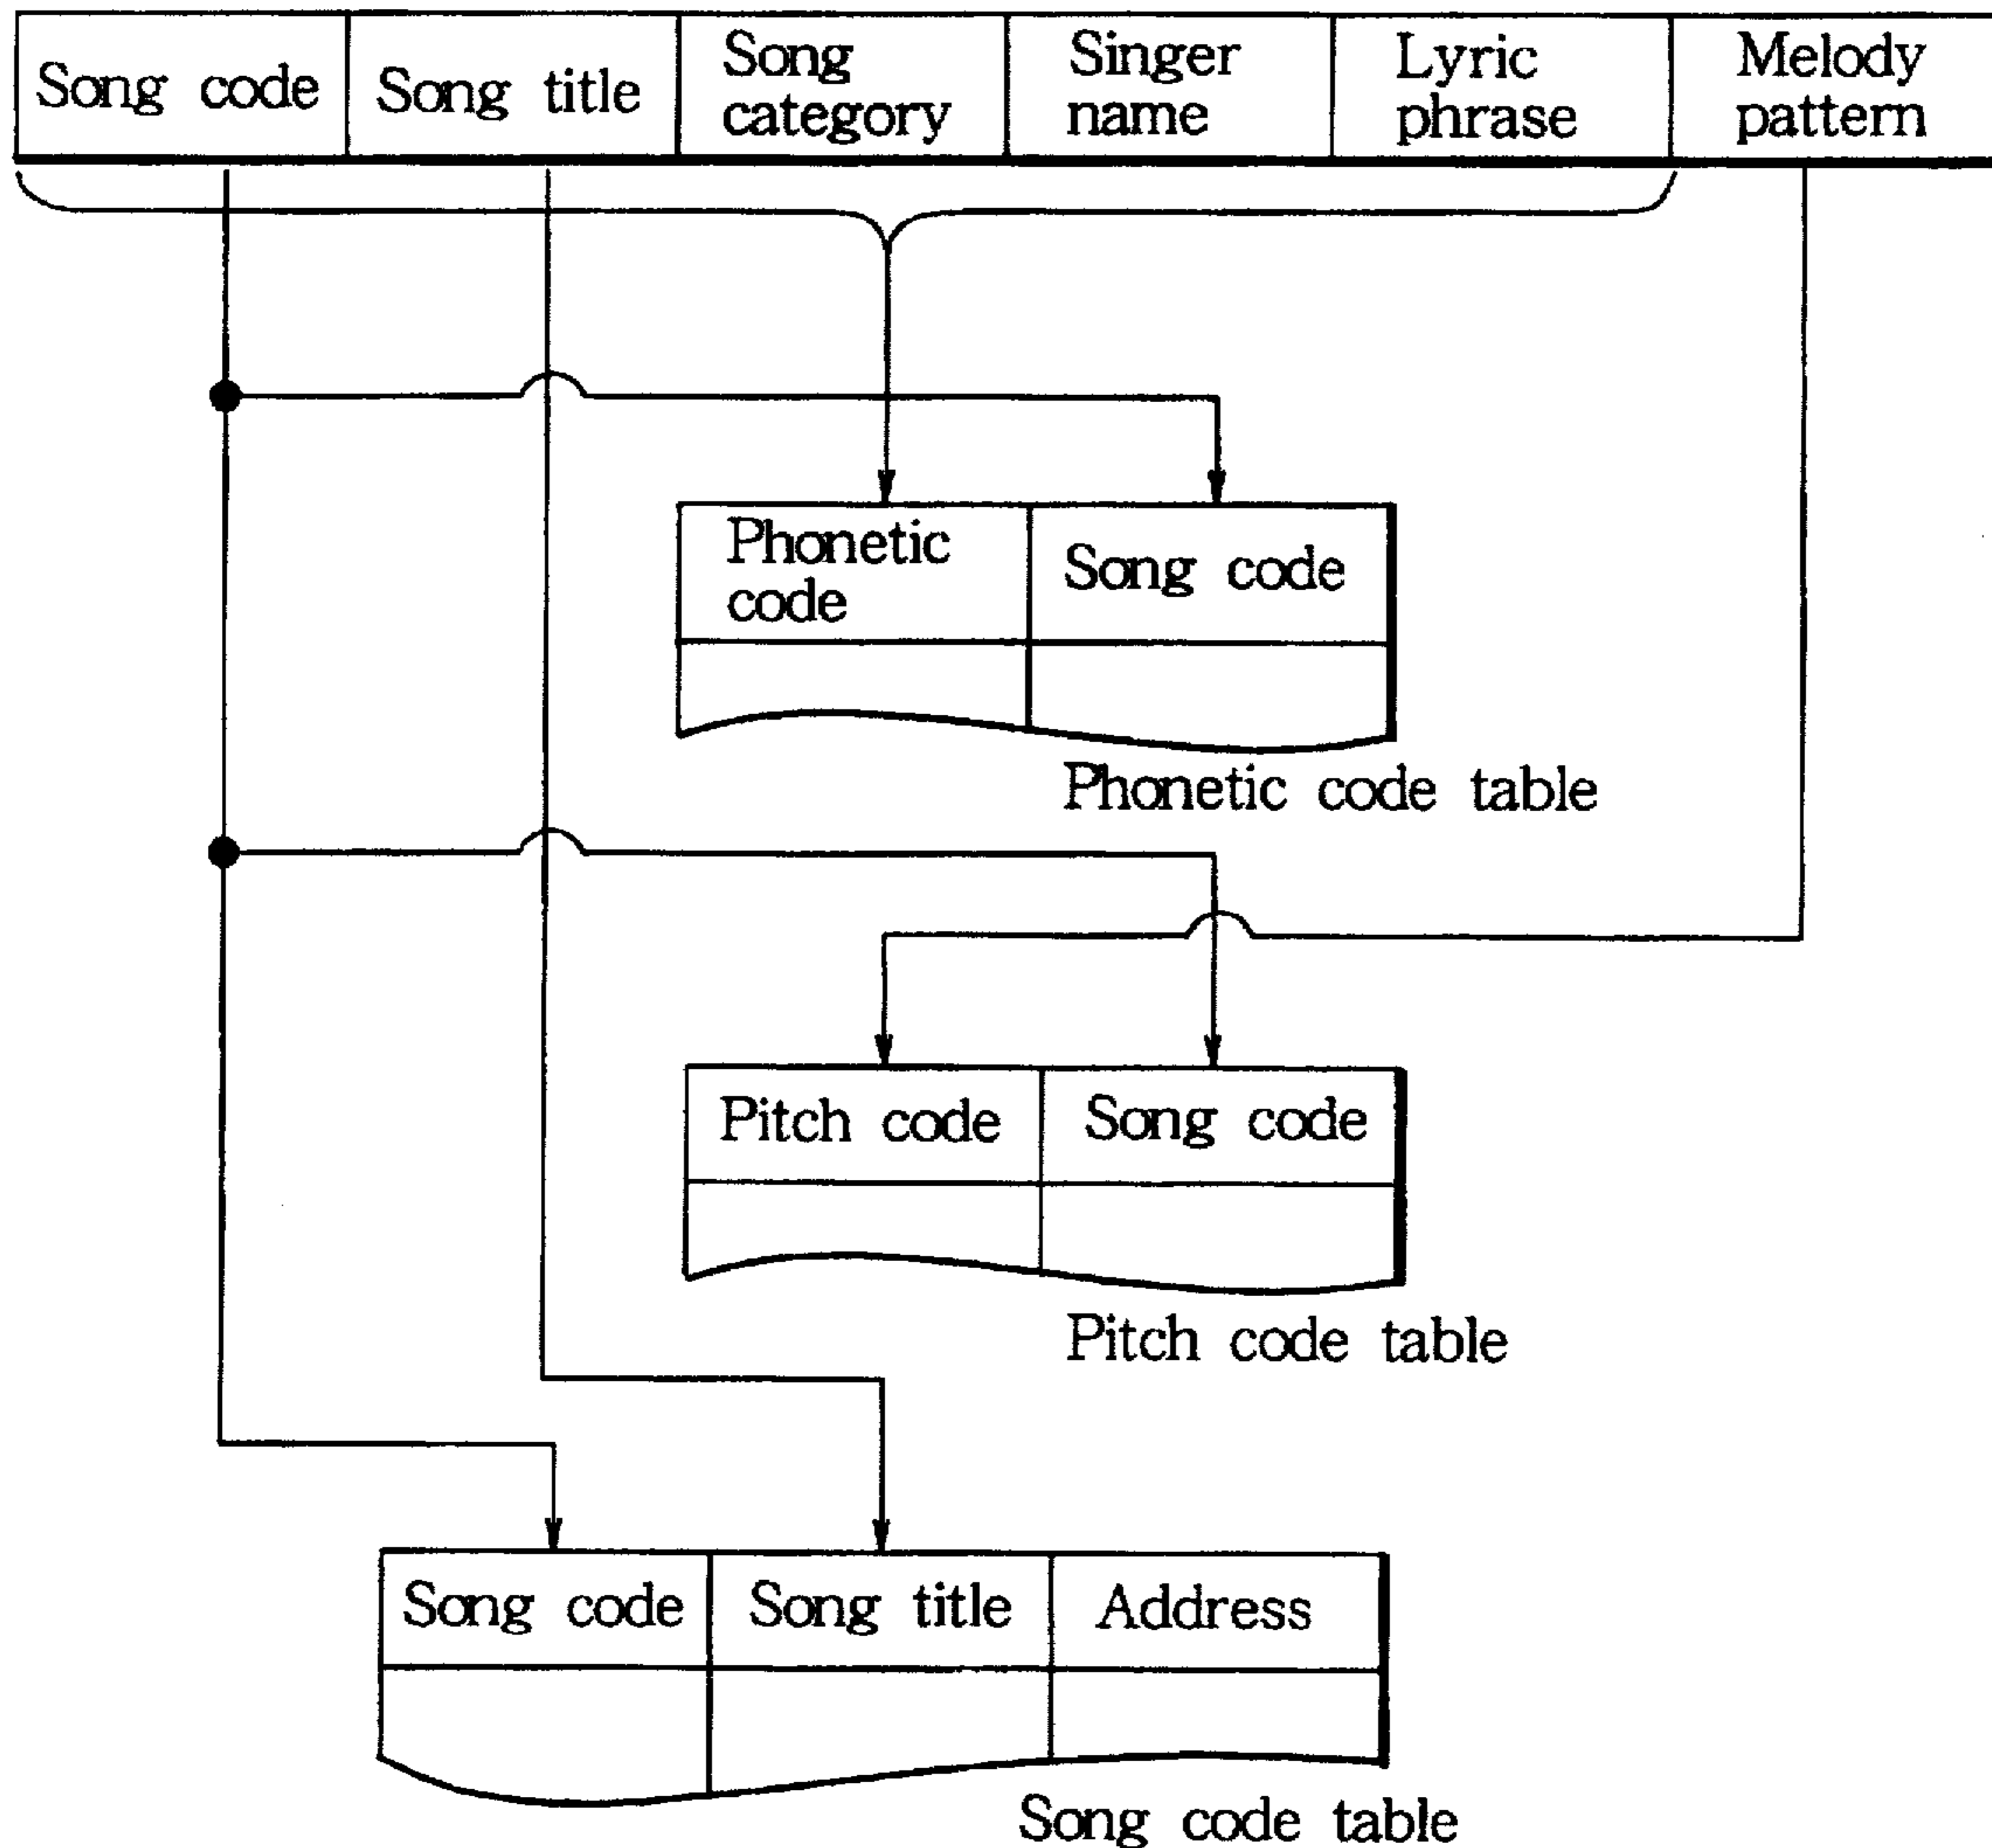 Song code
Song title
Song
category
Singer
name
Lyric
phrase
Melody
pattern
Phonetic
code
Song code
Phonetic code table
Pitch code
Song code
Pitch code table
Song code
Song title
Address
Song code table